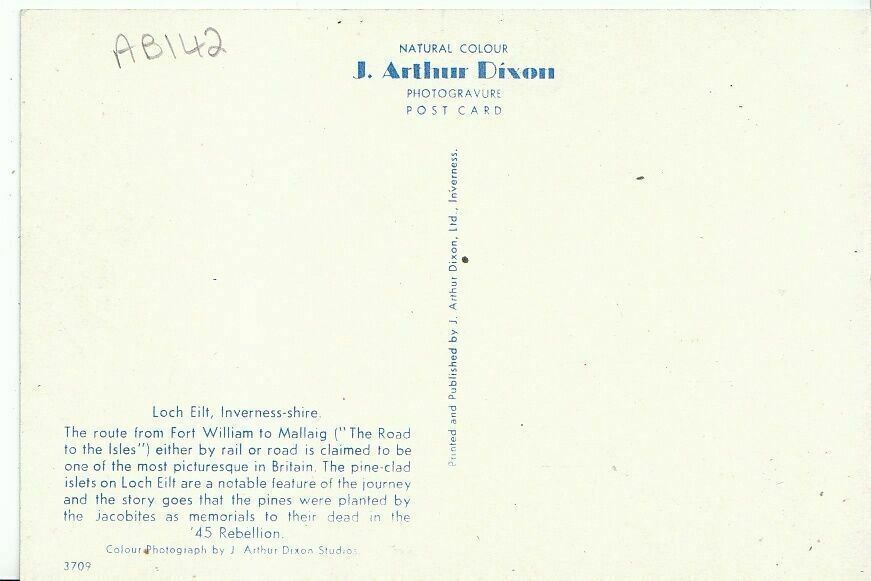 AB142
NATURAL COLOUR
J. Arthur Dixon
PHOTOGRAVURE
POST CARD
Printed and Published by J. Arthur Dixon, Ltd., Inverness.
Loch Eilt, Inverness-shire.
The route from Fort William to Mallaig ("The Road
to the Isles") either by rail or road is claimed to be
one of the most picturesque in Britain. The pine-clad
islets on Loch Eilt are a notable feature of the journey
and the story goes that the pines were planted by
the Jacobites as memorials to their dead in the
'45 Rebellion.
Colour Photograph by J. Arthur Dixon Studios.
3709